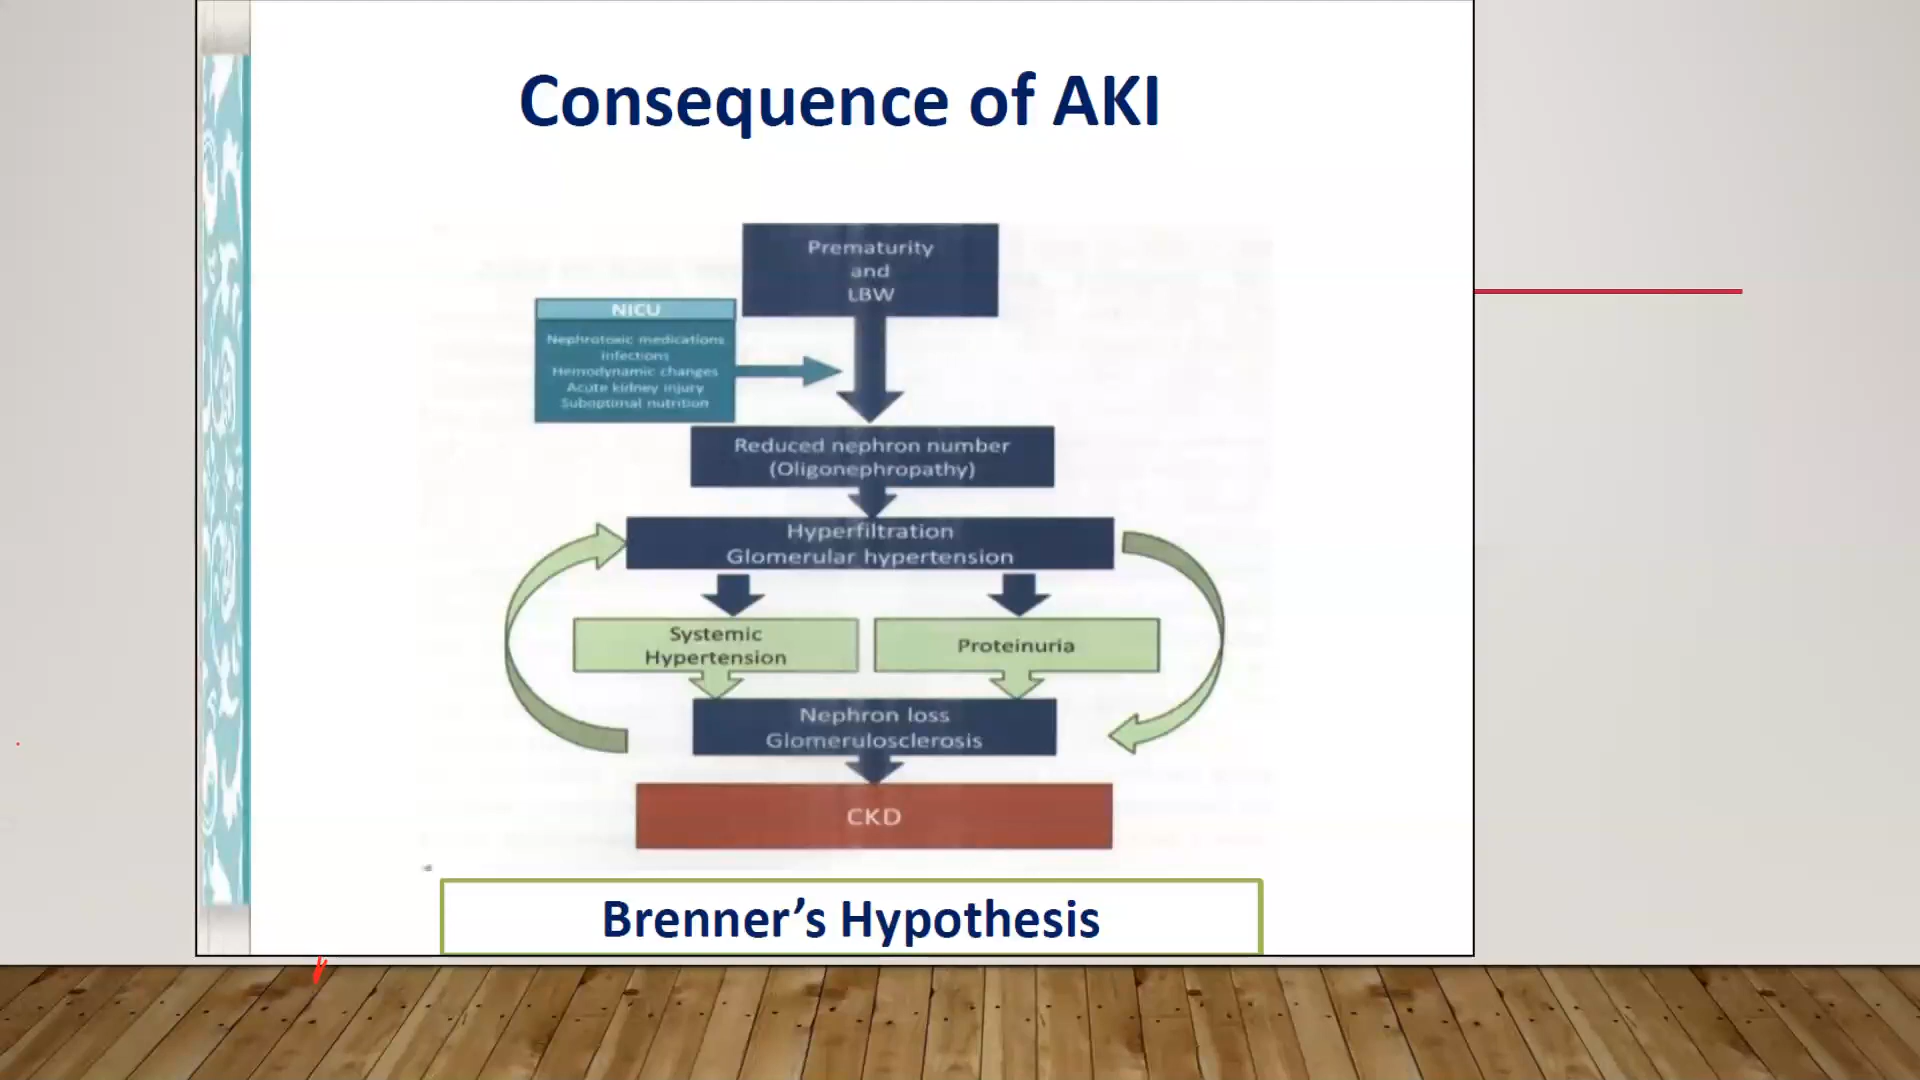 Consequence of AKI
Prematurity
and
LBW
NICU
Nephrotoxic medications
Infections
Hemodynamic changes
Acute kidney injury
Suboptimal nutrition
Reduced nephron number
(Oligonephropathy)
Hyperfiltration
Glomerular hypertension
Systemic
Hypertension
Proteinuria
Nephron loss
Glomerulosclerosis
CKD
Brenner’s Hypothesis